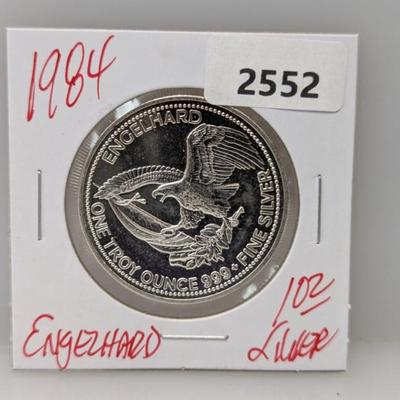 1984
2552
ENGELHARD
ONE TROY OUNCE 999+ FINE SILVER
ENGELHARD
1OZ
SILVER